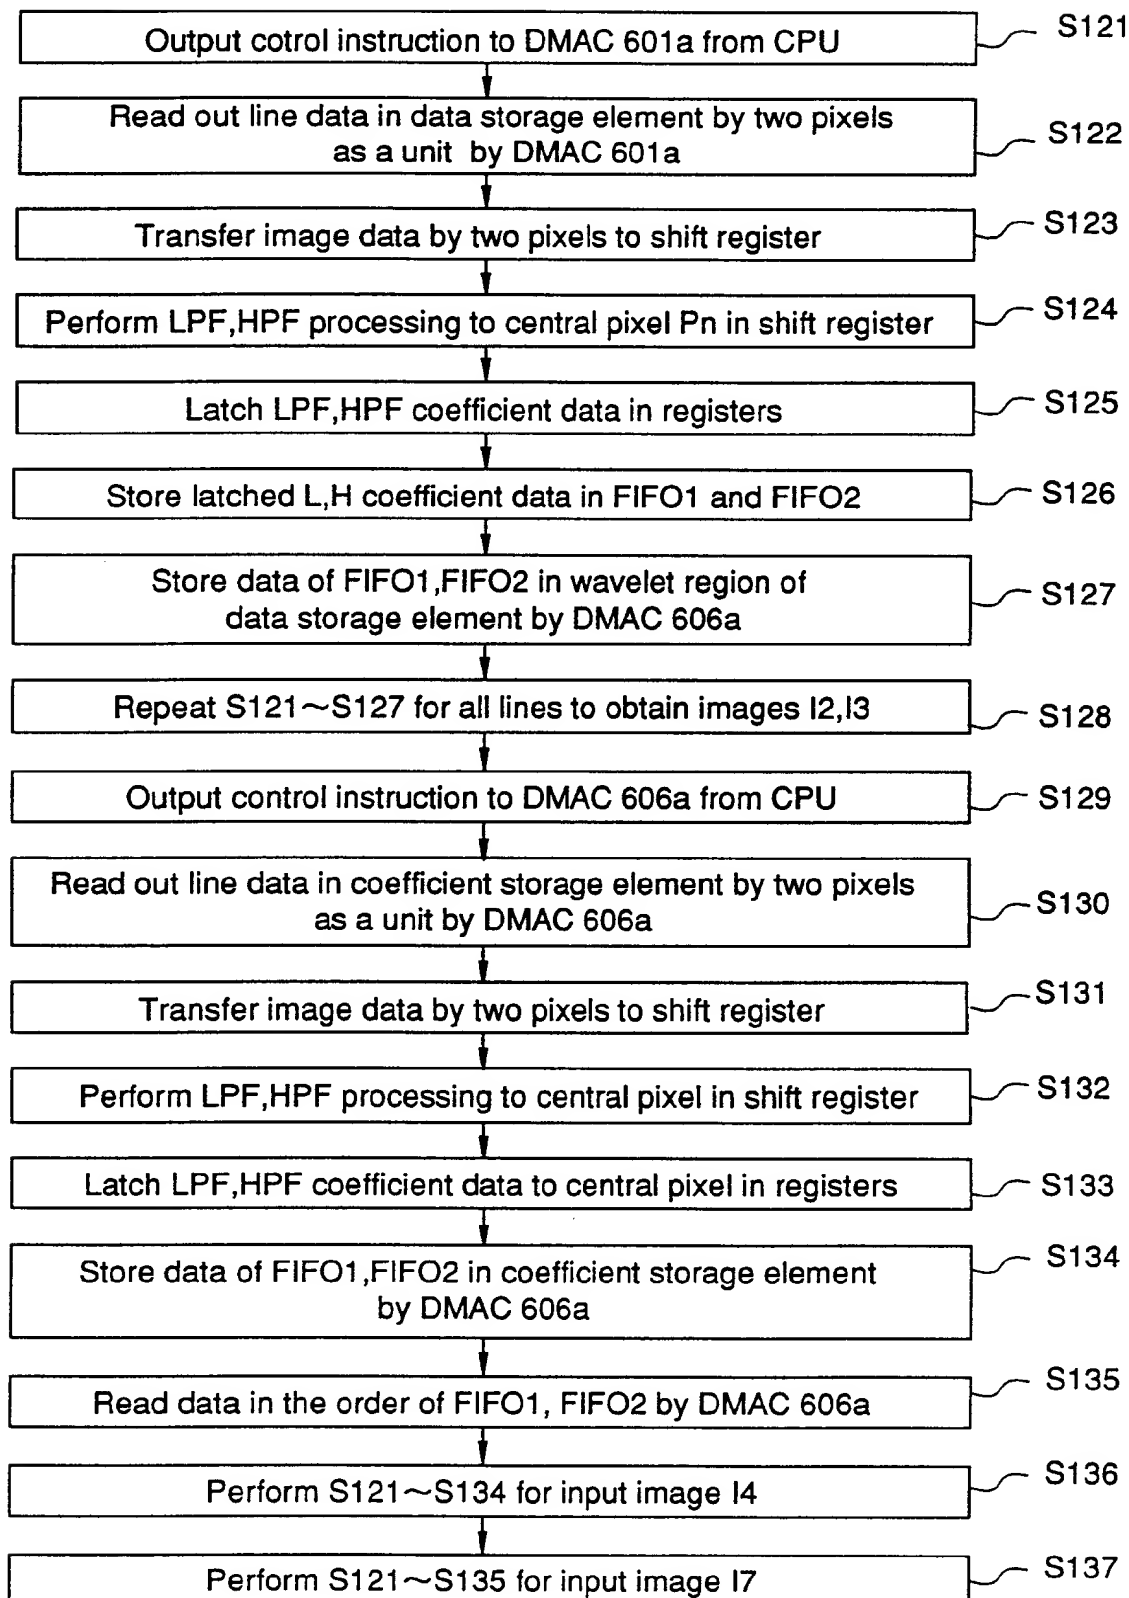 Output cotrol instruction to DMAC 601a from CPU
S121
Read out line data in data storage element by two pixels
as a unit by DMAC 601a
S122
Transfer image data by two pixels to shift register
S123
Perform LPF,HPF processing to central pixel Pn in shift register
S124
Latch LPF,HPF coefficient data in registers
S125
Store latched L,H coefficient data in FIFO1 and FIFO2
S126
Store data of FIFO1,FIFO2 in wavelet region of
data storage element by DMAC 606a
S127
Repeat S121~S127 for all lines to obtain images I2,I3
S128
Output control instruction to DMAC 606a from CPU
S129
Read out line data in coefficient storage element by two pixels
as a unit by DMAC 606a
S130
Transfer image data by two pixels to shift register
S131
Perform LPF,HPF processing to central pixel in shift register
S132
Latch LPF,HPF coefficient data to central pixel in registers
S133
Store data of FIFO1,FIFO2 in coefficient storage element
by DMAC 606a
S134
Read data in the order of FIFO1, FIFO2 by DMAC 606a
S135
Perform S121~S134 for input image I4
S136
Perform S121~S135 for input image I7
S137